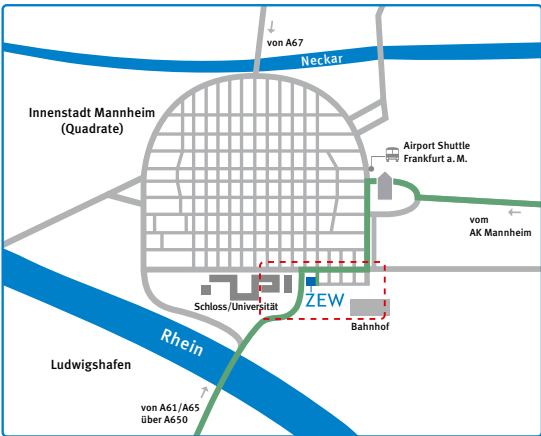 von A67
Neckar
Innenstadt Mannheim
(Quadrate)
Airport Shuttle
Frankfurt a.M.
vom
AK Mannheim
Schloss/Universität
ZEW
Bahnhof
Rhein
Ludwigshafen
von A61/A65
über A650